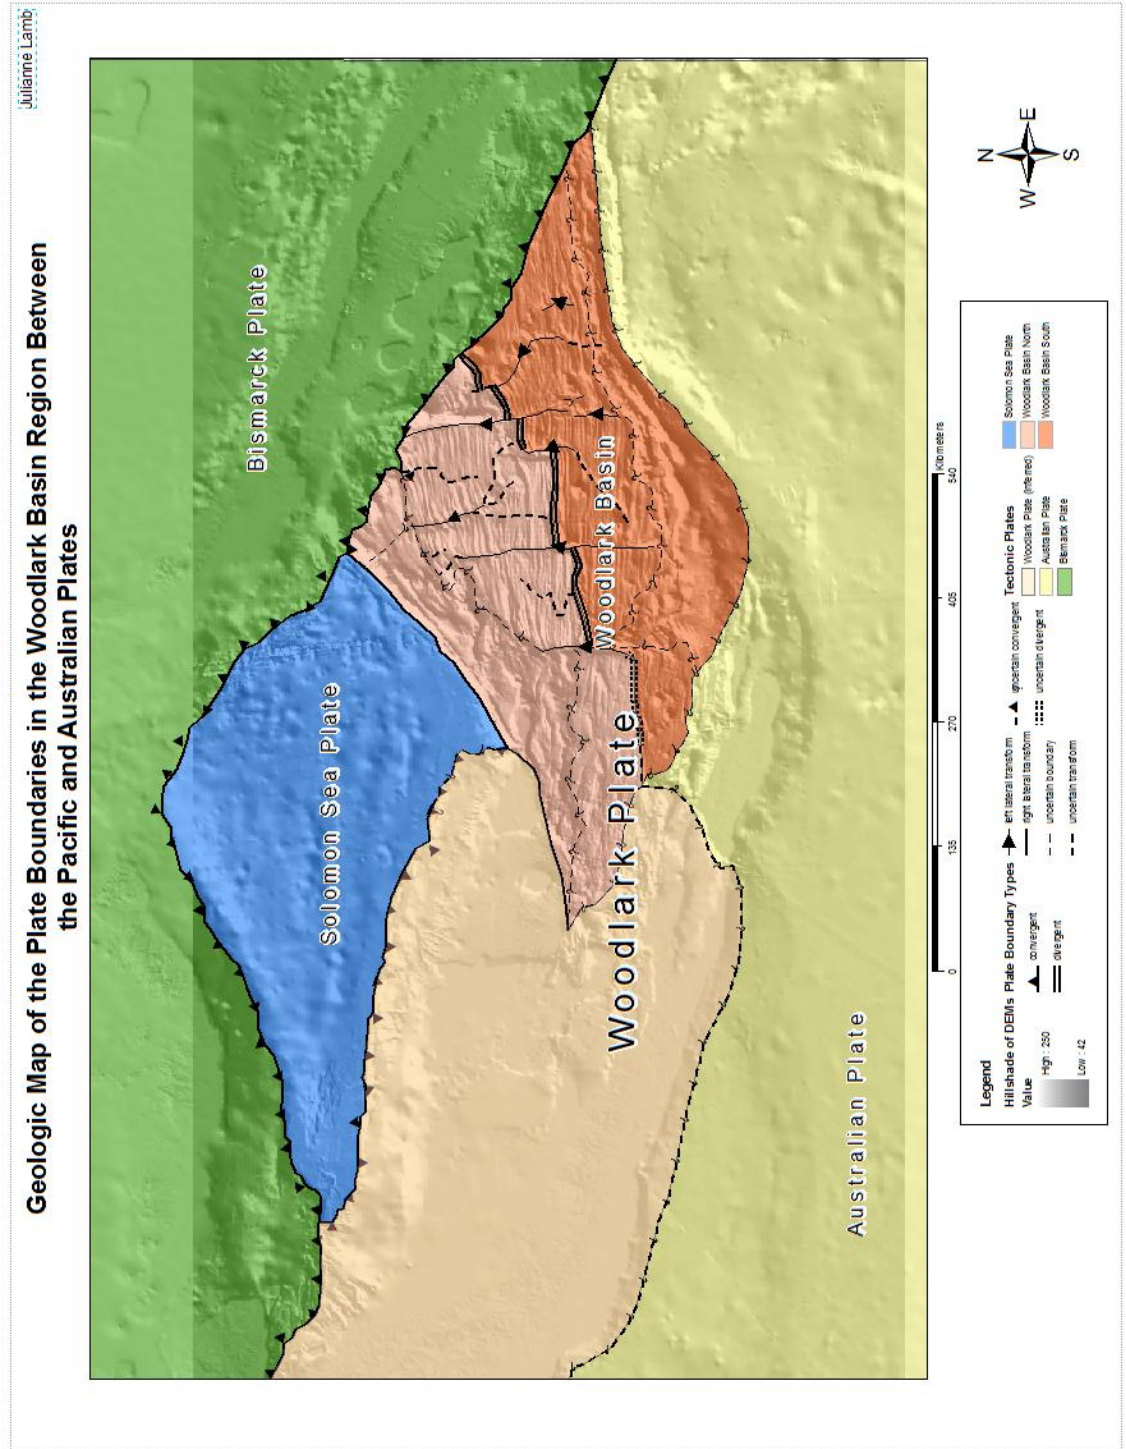 Julianne Lamb
Geologic Map of the Plate Boundaries in the Woodlark Basin Region Between
the Pacific and Australian Plates
Bismarck Plate
Solomon Sea Plate
Woodlark Basin
Woodlark Plate
Australian Plate
0 135 270 405 540
Kilometers
N
W E
S
Legend
Hillshade of DEMs
Value
High : 250
Low : 42
Plate Boundary Types
convergent
divergent
left lateral transform
right lateral transform
uncertain boundary
uncertain transform
uncertain convergent
uncertain divergent
Tectonic Plates
Woodlark Plate (Inferred)
Australian Plate
Bismarck Plate
Solomon Sea Plate
Woodlark Basin North
Woodlark Basin South